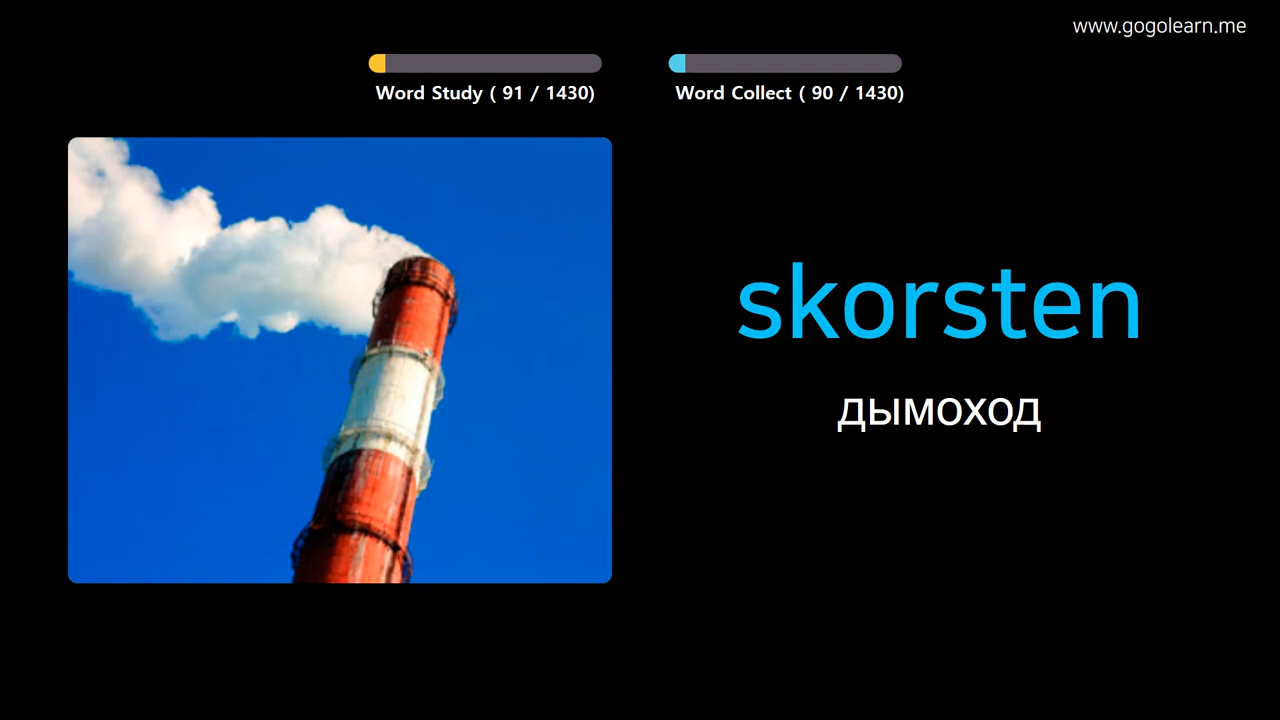 www.gogolearn.me
Word Study ( 91 / 1430)
Word Collect ( 90 / 1430)
skorsten
дымоход